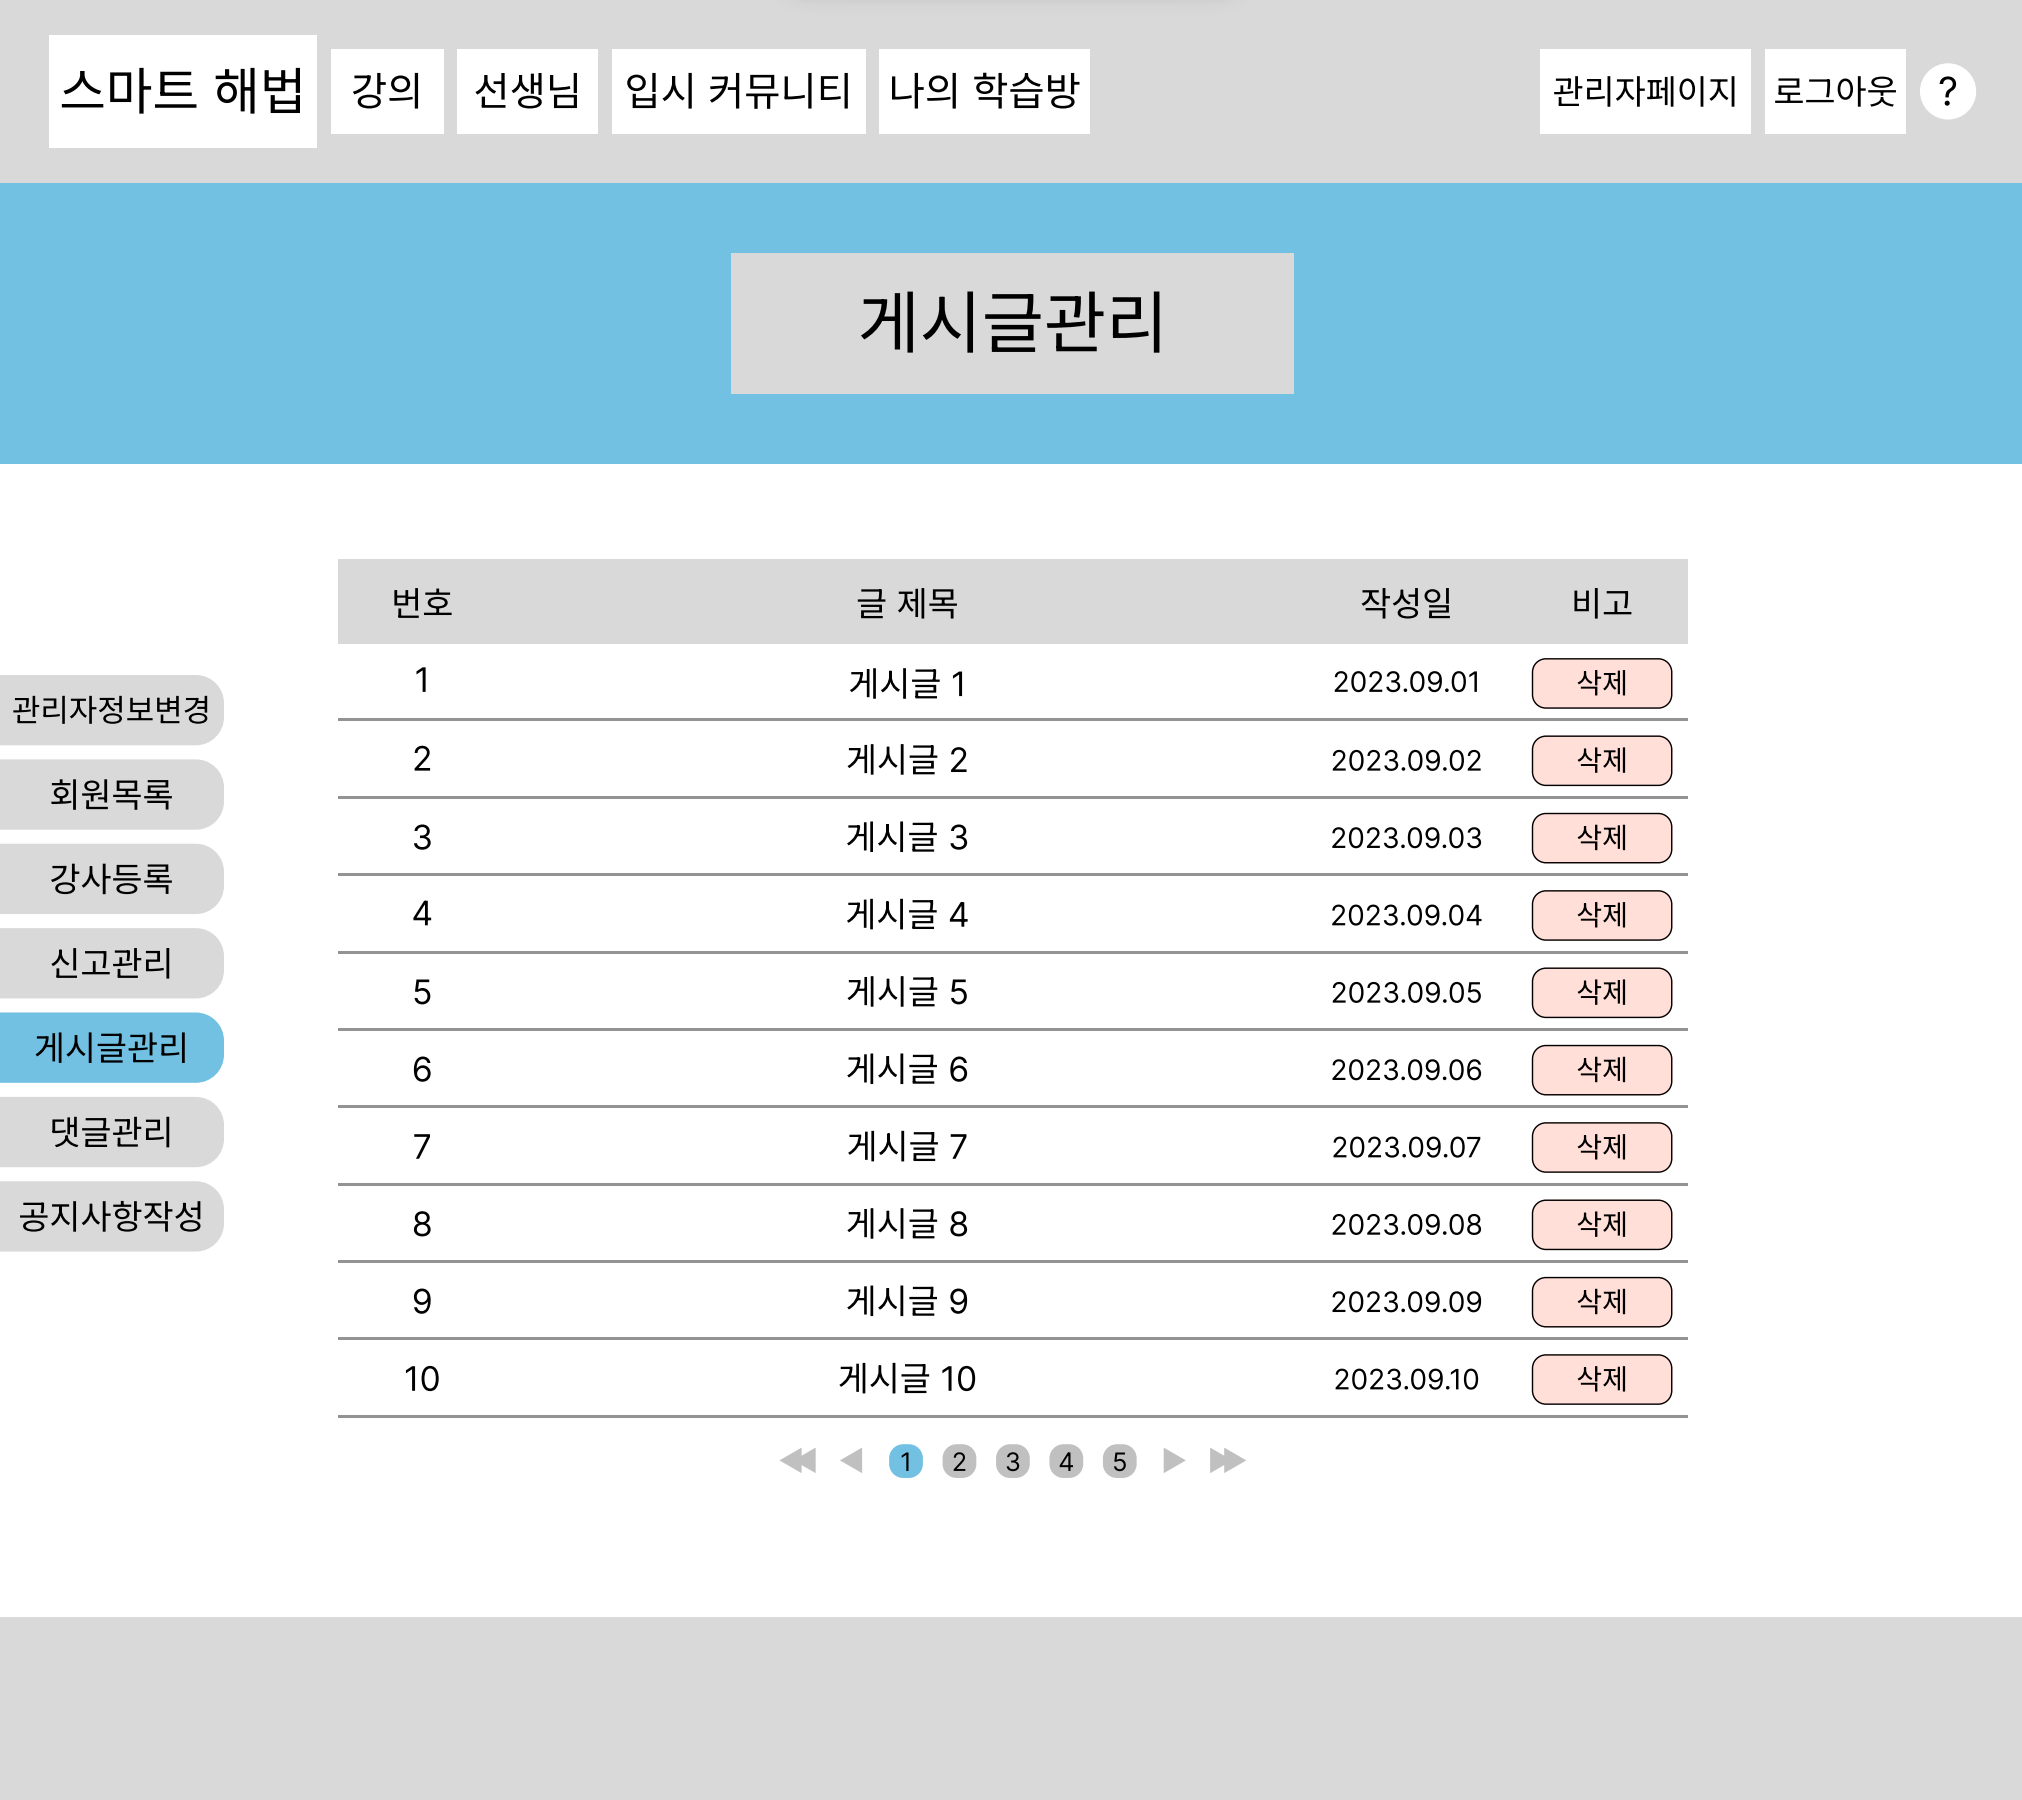 스마트 해법 강의 선생님 입시 커뮤니티 나의 학습방 관리자페이지 로그아웃 ?
게시글관리
번호 글 제목 작성일 비고
1 게시글 1 2023.09.01 삭제
2 게시글 2 2023.09.02 삭제
3 게시글 3 2023.09.03 삭제
4 게시글 4 2023.09.04 삭제
5 게시글 5 2023.09.05 삭제
6 게시글 6 2023.09.06 삭제
7 게시글 7 2023.09.07 삭제
8 게시글 8 2023.09.08 삭제
9 게시글 9 2023.09.09 삭제
10 게시글 10 2023.09.10 삭제
관리자정보변경
회원목록
강사등록
신고관리
게시글관리
댓글관리
공지사항작성
1 2 3 4 5